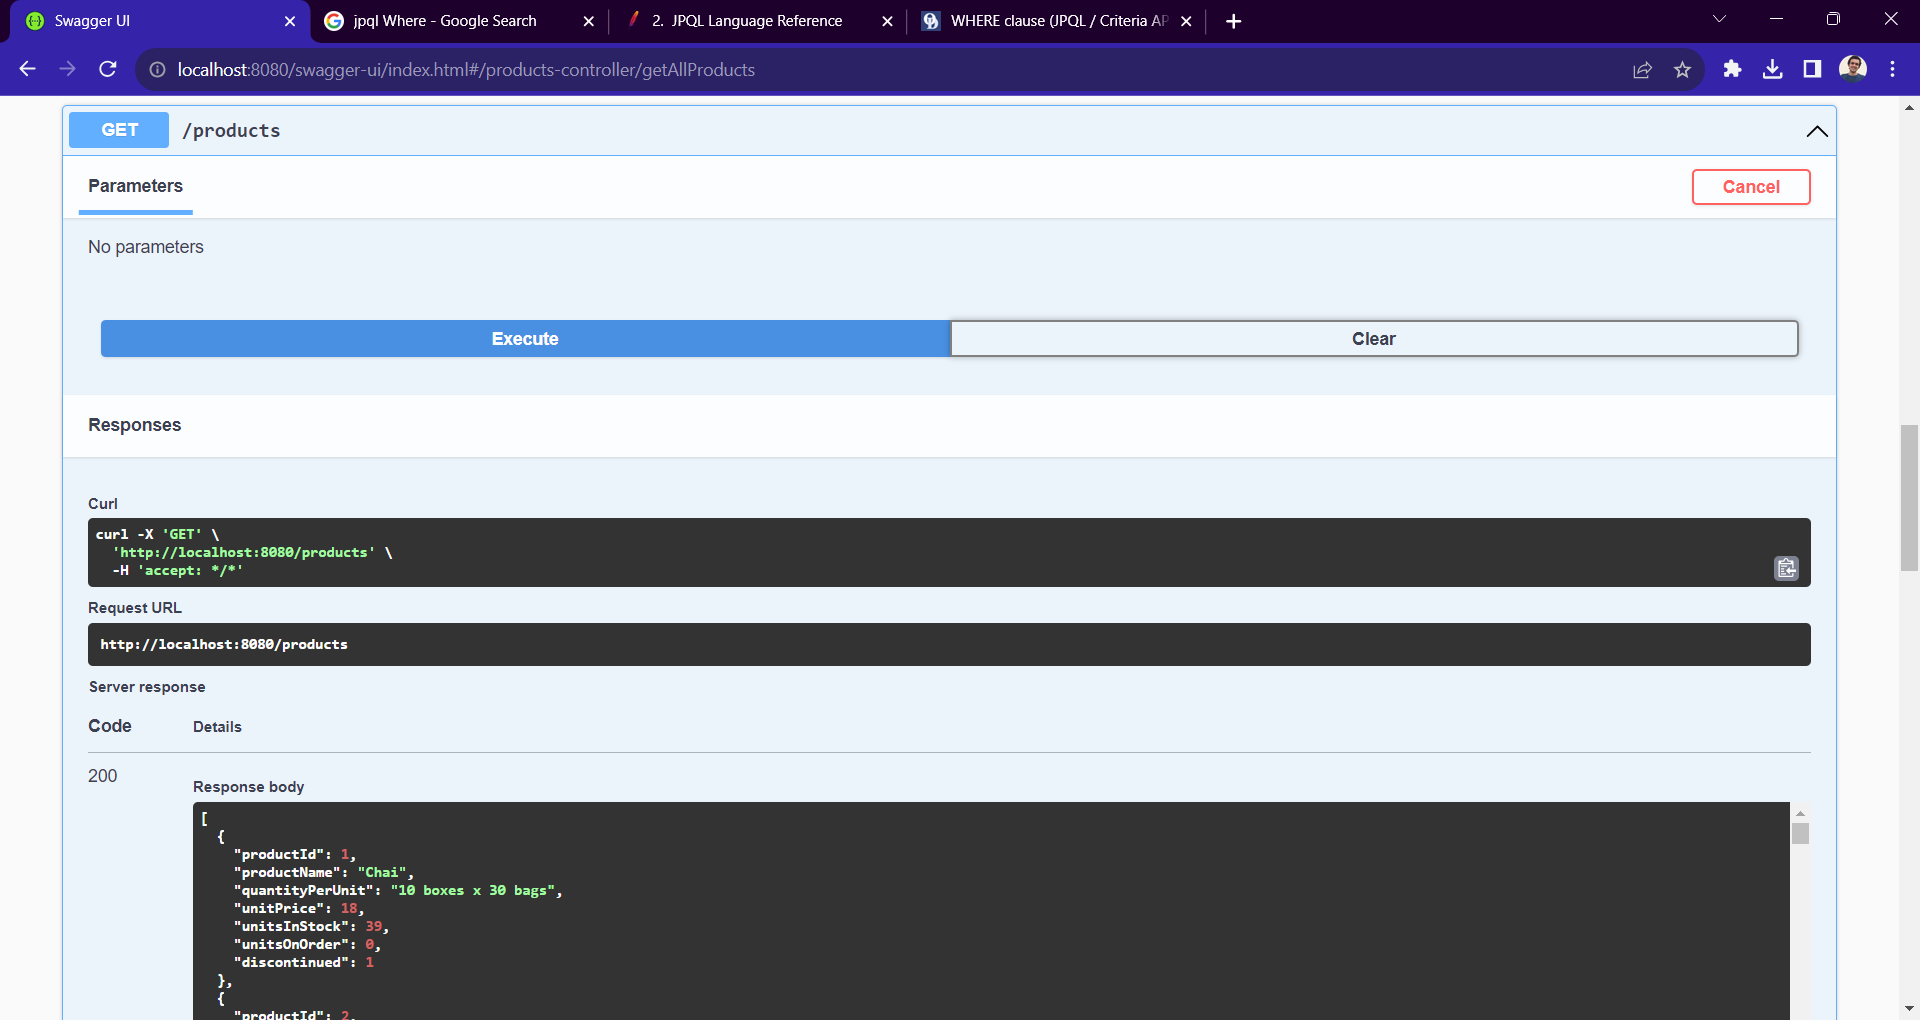 Swagger UI
jpql Where - Google Search
2. JPQL Language Reference
WHERE clause (JPQL / Criteria AP
localhost:8080/swagger-ui/index.html#/products-controller/getAllProducts
GET /products
Parameters
Cancel
No parameters
Execute
Clear
Responses
Curl
curl -X 'GET' \
'http://localhost:8080/products' \
-H 'accept: */*'
Request URL
http://localhost:8080/products
Server response
Code Details
200
Response body
[
{
"productId": 1,
"productName": "Chai",
"quantityPerUnit": "10 boxes x 30 bags",
"unitPrice": 18,
"unitsInStock": 39,
"unitsOnOrder": 0,
"discontinued": 1
},
{
"productId": 2,